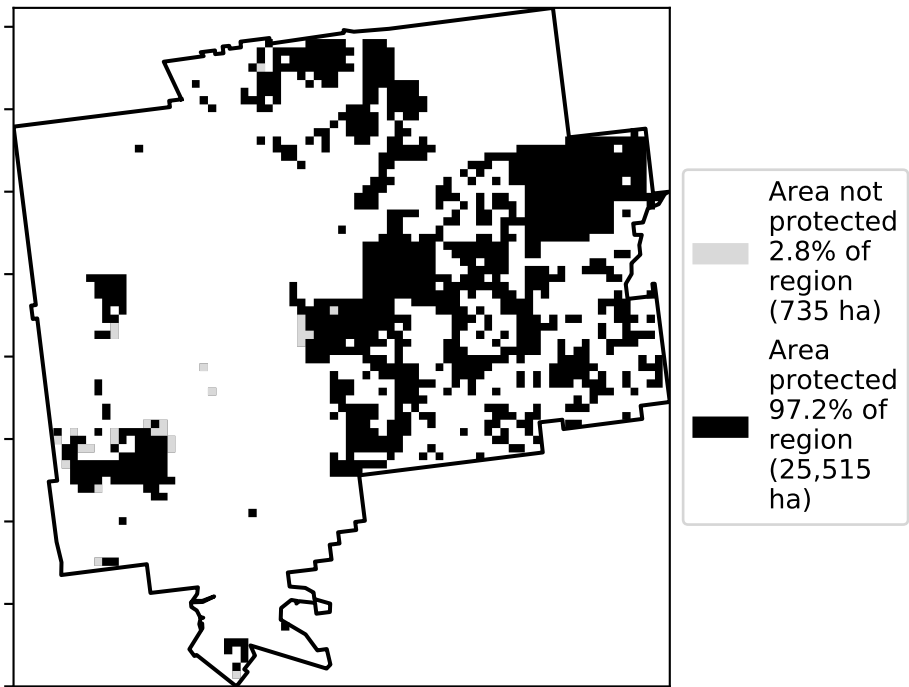 Area not
protected
2.8% of
region
(735 ha)
Area
protected
97.2% of
region
(25,515
ha)